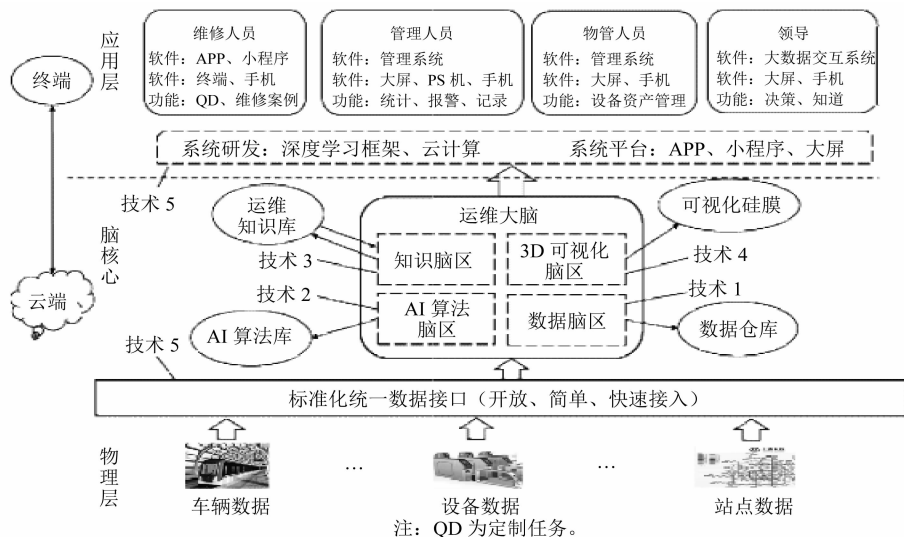 应用层
终端
维修人员
软件：APP、小程序
软件：终端、手机
功能：QD、维修案例
管理人员
软件：管理系统
软件：大屏、PS 机、手机
功能：统计、报警、记录
物管人员
软件：管理系统
软件：大屏、手机
功能：设备资产管理
领导
软件：大数据交互系统
软件：大屏、手机
功能：决策、知道
系统研发：深度学习框架、云计算
系统平台：APP、小程序、大屏
技术 5
脑核心
云端
运维
知识库
运维大脑
可视化硅膜
知识脑区
3D 可视化
脑区
技术 3
技术 4
技术 2
技术 1
AI 算法
脑区
数据脑区
AI 算法库
数据仓库
技术 5
标准化统一数据接口（开放、简单、快速接入）
物理层
…
…
车辆数据
设备数据
站点数据
注：QD 为定制任务。